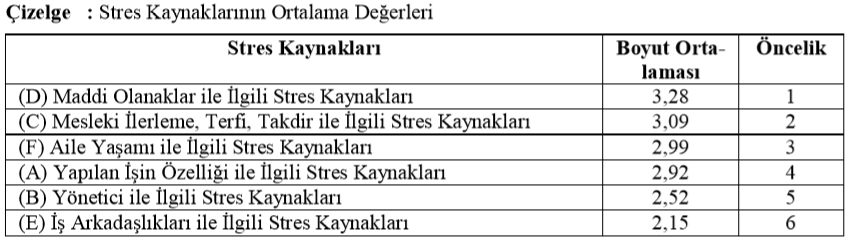 Çizelge : Stres Kaynaklarının Ortalama Değerleri
Stres Kaynakları Boyut Orta- Öncelik
laması
(D) Maddi Olanaklar ile İlgili Stres Kaynakları 3,28 1
(C) Mesleki İlerleme, Terfi, Takdir ile İlgili Stres Kaynakları 3,09 2
(F) Aile Yaşamı ile İlgili Stres Kaynakları 2,99 3
(A) Yapılan İşin Özelliği ile İlgili Stres Kaynakları 2,92 4
(B) Yönetici ile İlgili Stres Kaynakları 2,52 5
(E) İş Arkadaşlıkları ile İlgili Stres Kaynakları 2,15 6